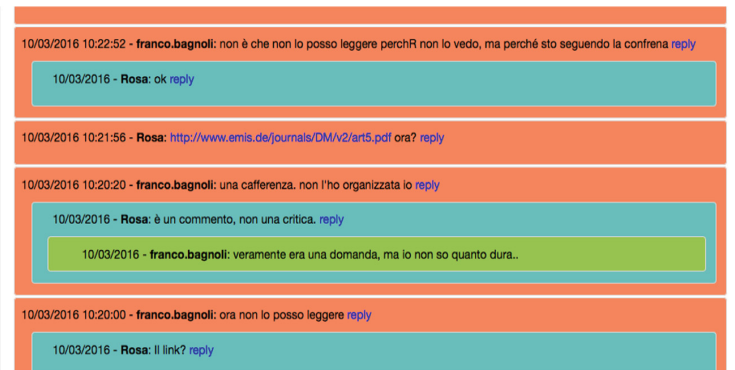 10/03/2016 10:22:52 - franco.bagnoli: non è che non lo posso leggere perchR non lo vedo, ma perché sto seguendo la confrena reply
10/03/2016 - Rosa: ok reply
10/03/2016 10:21:56 - Rosa: http://www.emis.de/journals/DM/v2/art5.pdf ora? reply
10/03/2016 10:20:20 - franco.bagnoli: una cafferenza. non l'ho organizzata io reply
10/03/2016 - Rosa: è un commento, non una critica. reply
10/03/2016 - franco.bagnoli: veramente era una domanda, ma io non so quanto dura..
10/03/2016 10:20:00 - franco.bagnoli: ora non lo posso leggere reply
10/03/2016 - Rosa: Il link? reply